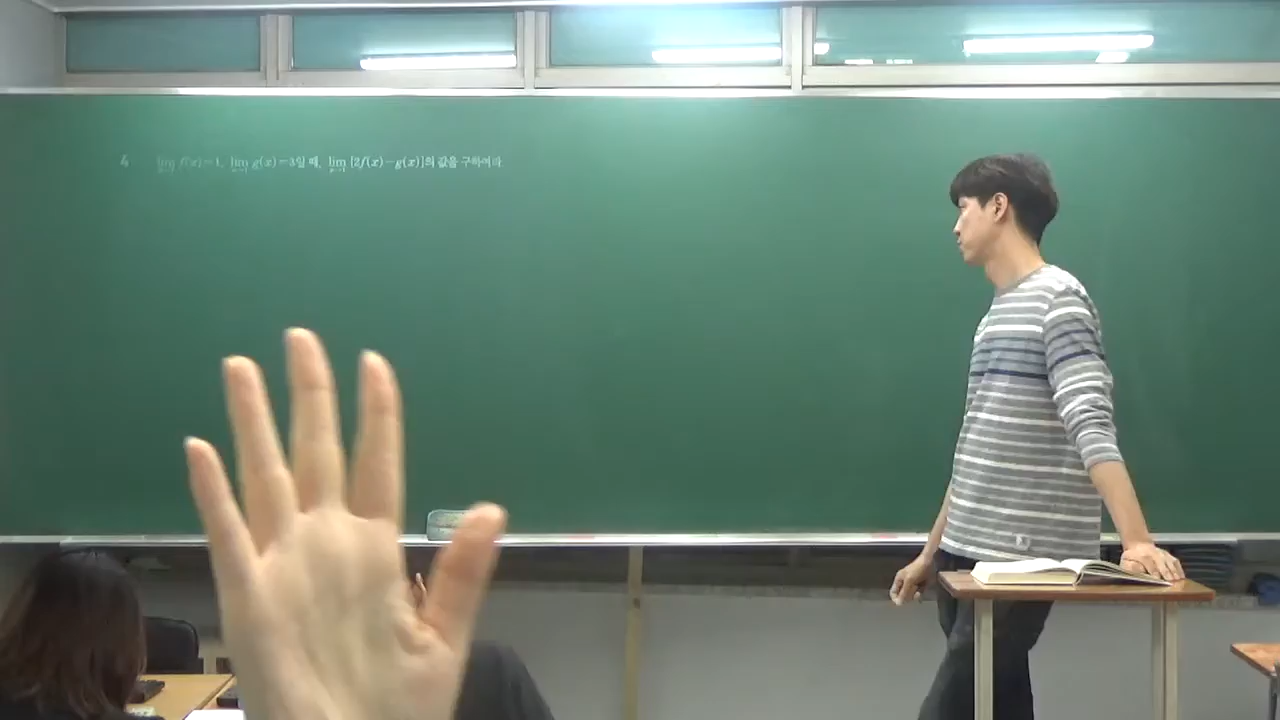 4 lim f(x)=1, lim g(x)=3일 때, lim [2f(x)-g(x)]의 값을 구하여라